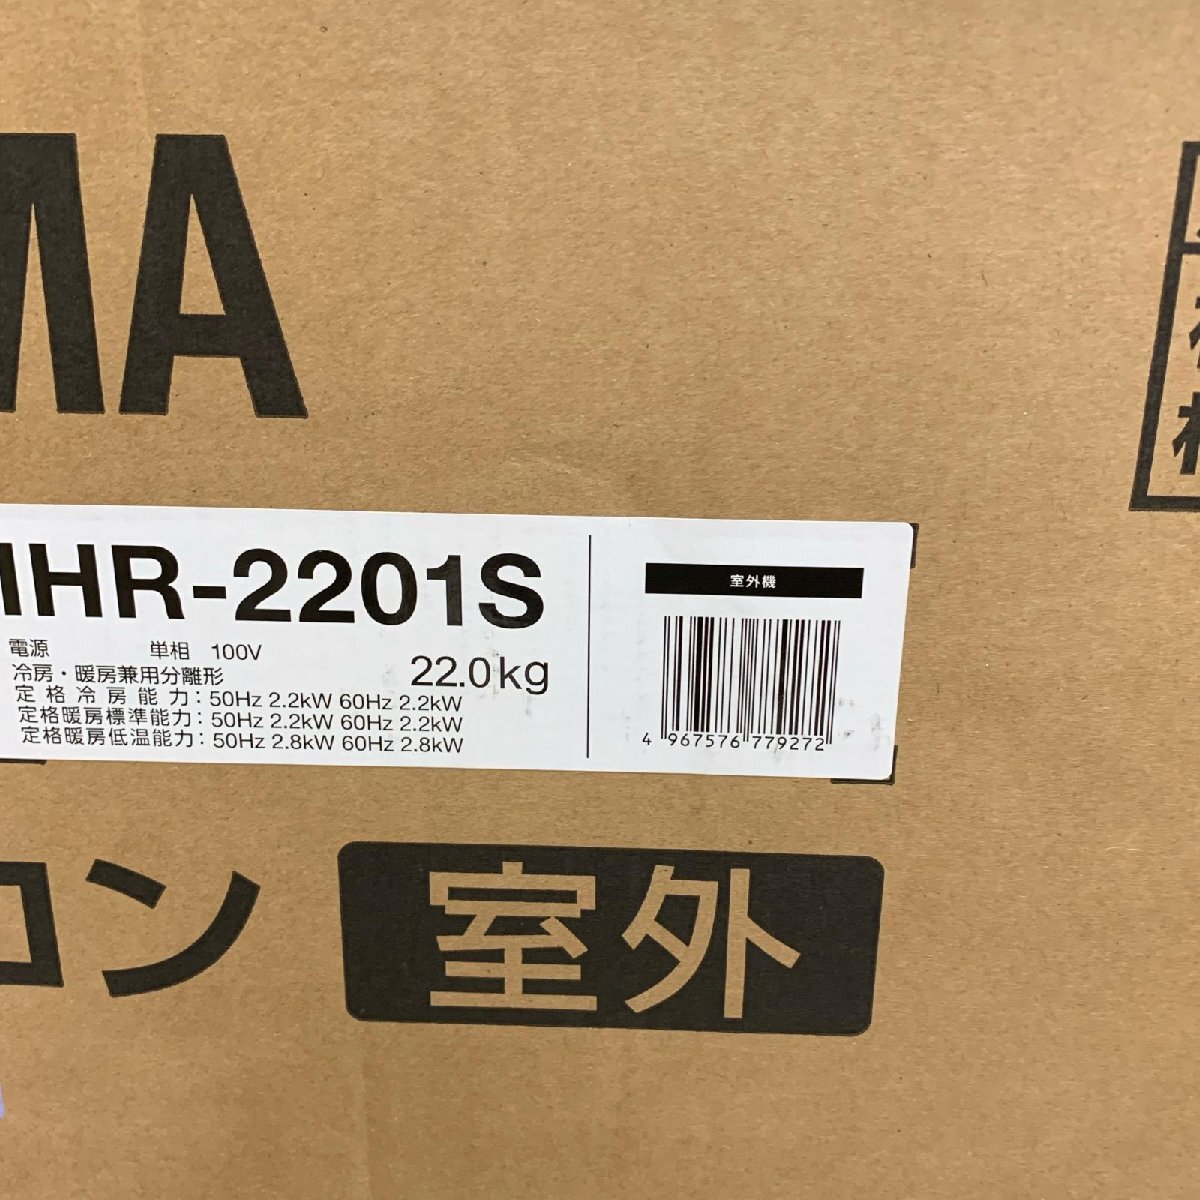 MA
IHR-2201S
電源 単相 100V
冷房・暖房兼用分離形 22.0kg
定格冷房能力：50Hz 2.2kW 60Hz 2.2kW
定格暖房標準能力：50Hz 2.2kW 60Hz 2.2kW
定格暖房低温能力：50Hz 2.8kW 60Hz 2.8kW
室外機
4 967576 779272
コン 室外